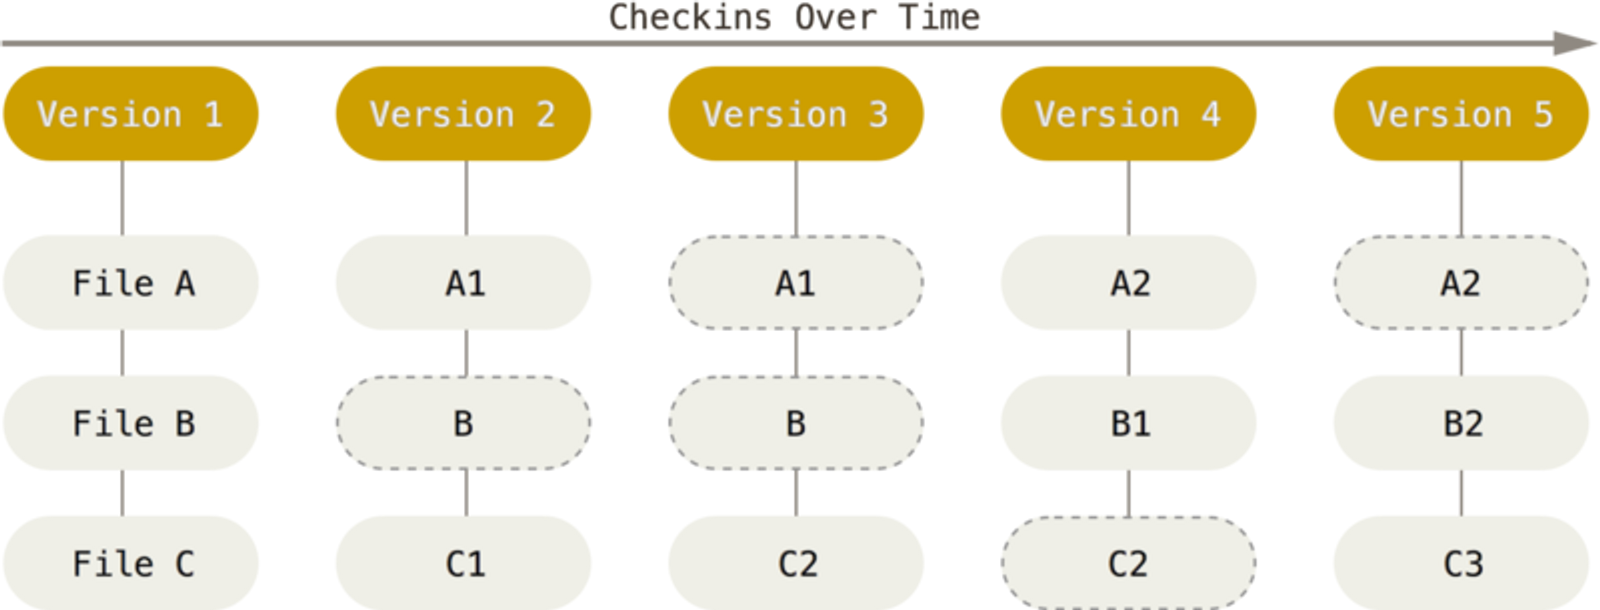 Checkins Over Time
Version 1 Version 2 Version 3 Version 4 Version 5
File A A1 A1 A2 A2
File B B B B1 B2
File C C1 C2 C2 C3